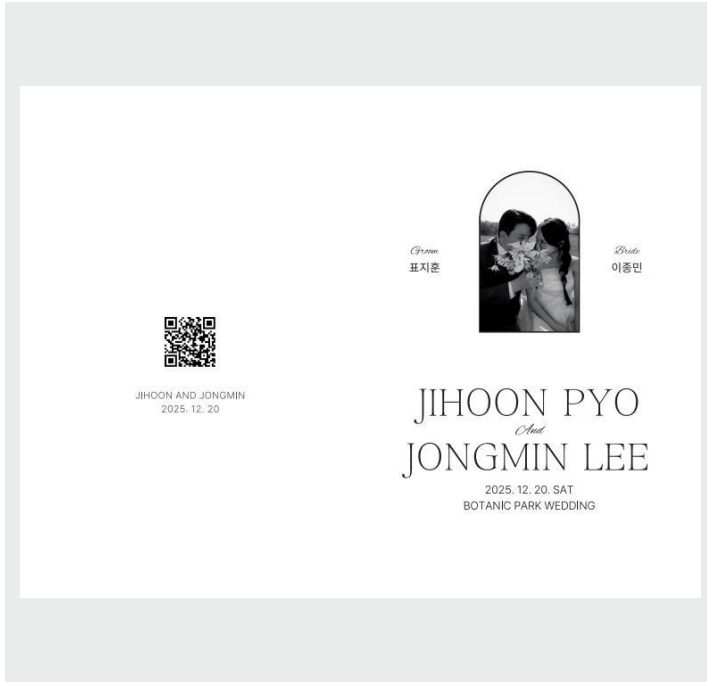 JIHOON AND JONGMIN
2025. 12. 20
Groom
표지훈
Bride
이종민
JIHOON PYO
And
JONGMIN LEE
2025. 12. 20. SAT
BOTANIC PARK WEDDING